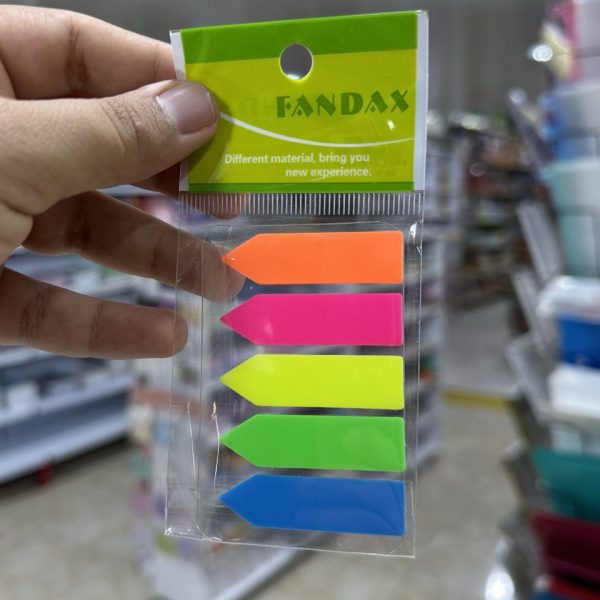 FANDAX
Different material, bring you
new experience.